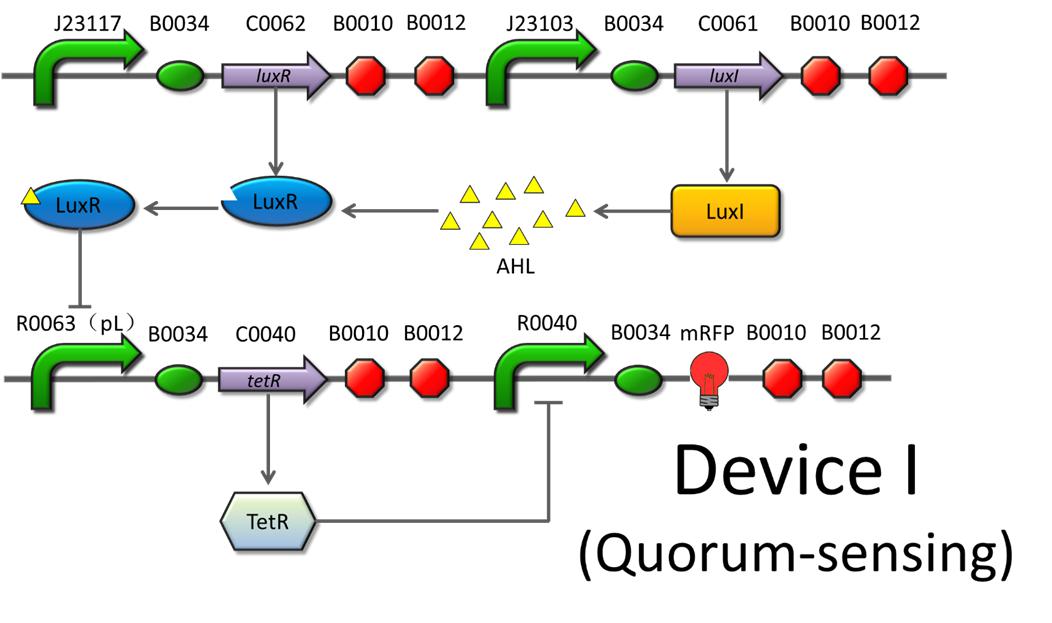 J23117 B0034 C0062 B0010 B0012 J23103 B0034 C0061 B0010 B0012
luxR luxI
LuxR LuxR LuxI
AHL
R0063（pL） B0034 C0040 B0010 B0012 R0040 B0034 mRFP B0010 B0012
tetR
TetR
Device I
(Quorum-sensing)